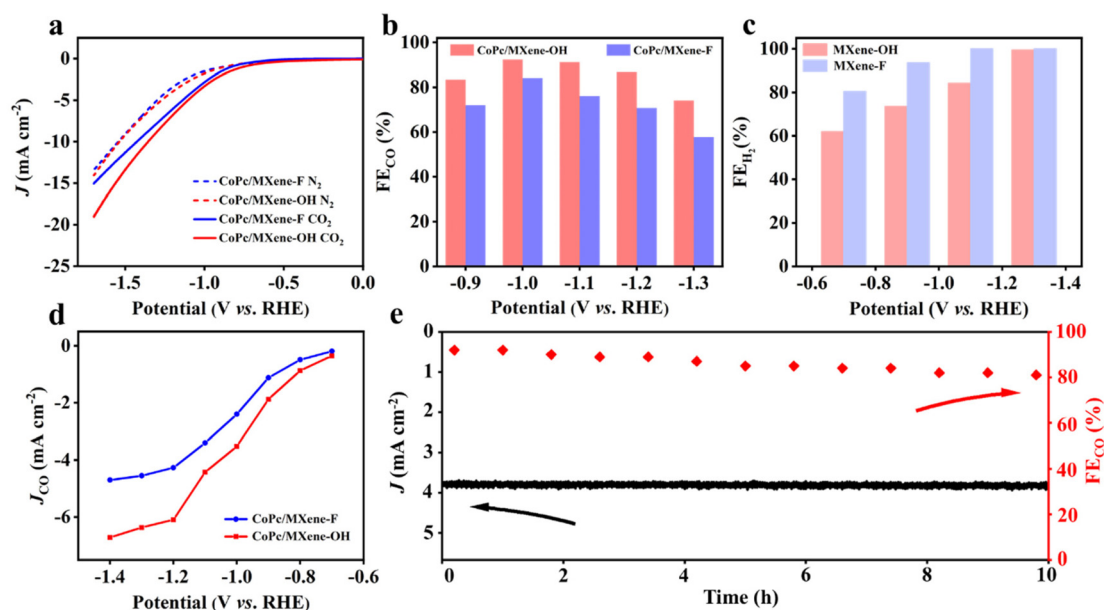 a
0
-5
-10
-15
-20
-25
J (mA cm⁻²)
CoPc/MXene-F N₂
CoPc/MXene-OH N₂
CoPc/MXene-F CO₂
CoPc/MXene-OH CO₂
-1.5
-1.0
-0.5
0.0
Potential (V vs. RHE)
b
100
80
60
40
20
0
FE_CO (%)
CoPc/MXene-OH
CoPc/MXene-F
-0.9
-1.0
-1.1
-1.2
-1.3
Potential (V vs. RHE)
c
100
80
60
40
20
0
FE_H₂(%)
MXene-OH
MXene-F
-0.6
-0.8
-1.0
-1.2
-1.4
Potential (V vs. RHE)
d
0
-2
-4
-6
J_CO (mA cm⁻²)
CoPc/MXene-F
CoPc/MXene-OH
-1.4
-1.2
-1.0
-0.8
-0.6
Potential (V vs. RHE)
e
0
1
2
3
4
5
J (mA cm⁻²)
0
2
4
6
8
10
Time (h)
100
80
60
40
20
0
FE_CO (%)